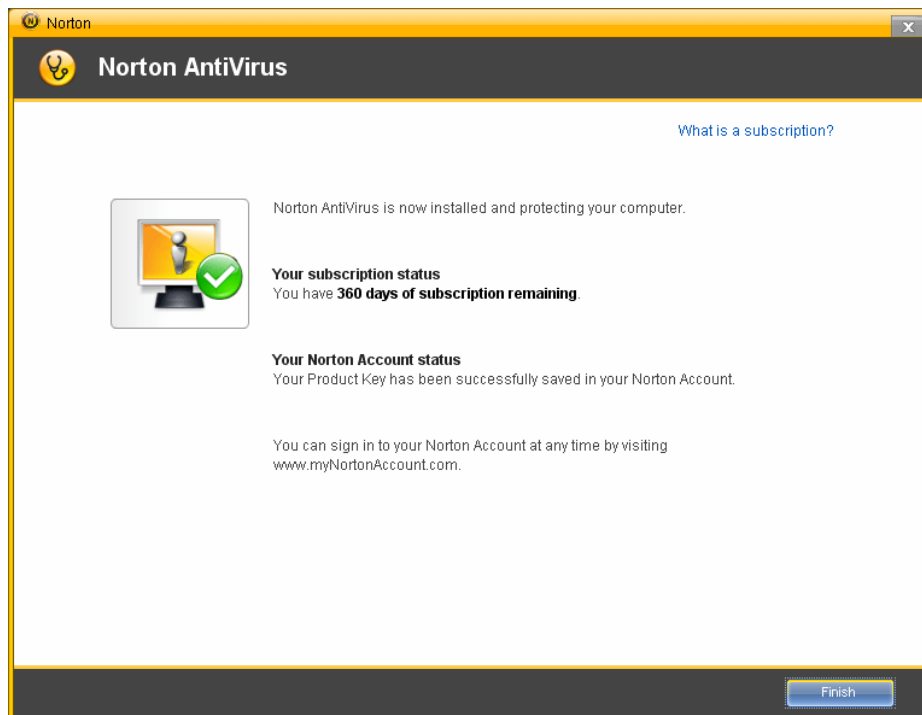 Norton
x
Norton AntiVirus
What is a subscription?
Norton AntiVirus is now installed and protecting your computer.
Your subscription status
You have 360 days of subscription remaining.
Your Norton Account status
Your Product Key has been successfully saved in your Norton Account.
You can sign in to your Norton Account at any time by visiting
www.myNortonAccount.com.
Finish